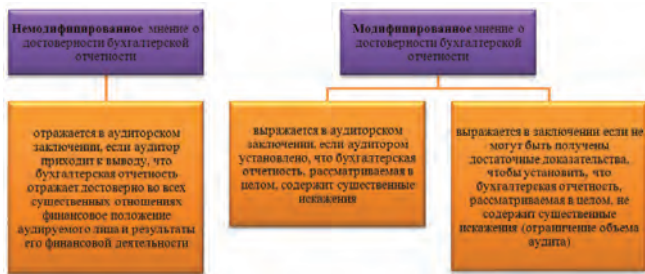 Немодифицированное мнение о
достоверности бухгалтерской
отчетности
Модифицированное мнение о
достоверности бухгалтерской
отчетности
отражается в аудиторском
заключении, если аудитор
приходит к выводу, что
бухгалтерская отчетность
отражает достоверно во всех
существенных отношениях
финансовое положение
аудируемого лица и результаты
его финансовой деятельности
выражается в аудиторском
заключении, если аудитором
установлено, что бухгалтерская
отчетность, рассматриваемая в
целом, содержит существенные
искажения
выражается в заключении если не
могут быть получены
достаточные доказательства,
чтобы установить, что
бухгалтерская отчетность,
рассматриваемая в целом, не
содержит существенные
искажения (ограничение объема
аудита)